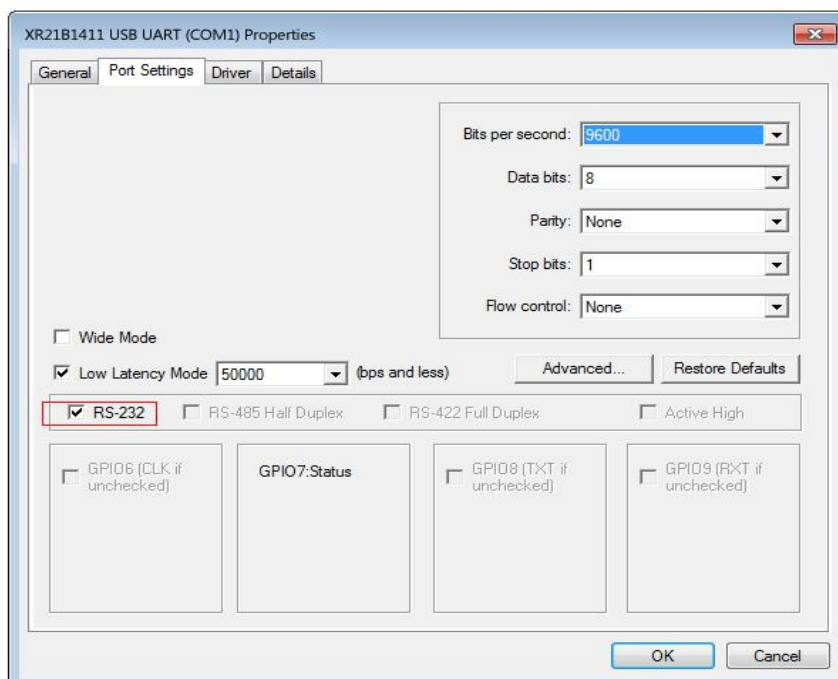 XR21B1411 USB UART (COM1) Properties
General Port Settings Driver Details
Bits per second: 9600
Data bits: 8
Parity: None
Stop bits: 1
Flow control: None
Wide Mode
Low Latency Mode 50000 (bps and less) Advanced... Restore Defaults
RS-232 RS-485 Half Duplex RS-422 Full Duplex Active High
GPIO6 (CLK if
unchecked)
GPIO7:Status
GPIO8 (TXT if
unchecked)
GPIO9 (RXT if
unchecked)
OK Cancel